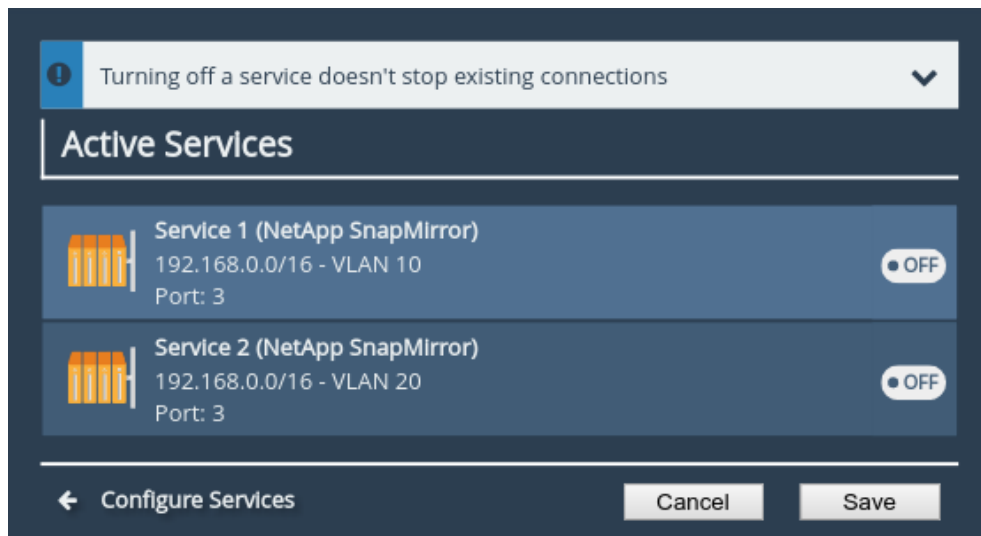 Turning off a service doesn't stop existing connections
Active Services
Service 1 (NetApp SnapMirror)
192.168.0.0/16 - VLAN 10
OFF
Port: 3
Service 2 (NetApp SnapMirror)
192.168.0.0/16 - VLAN 20
OFF
Port: 3
Configure Services
Cancel
Save